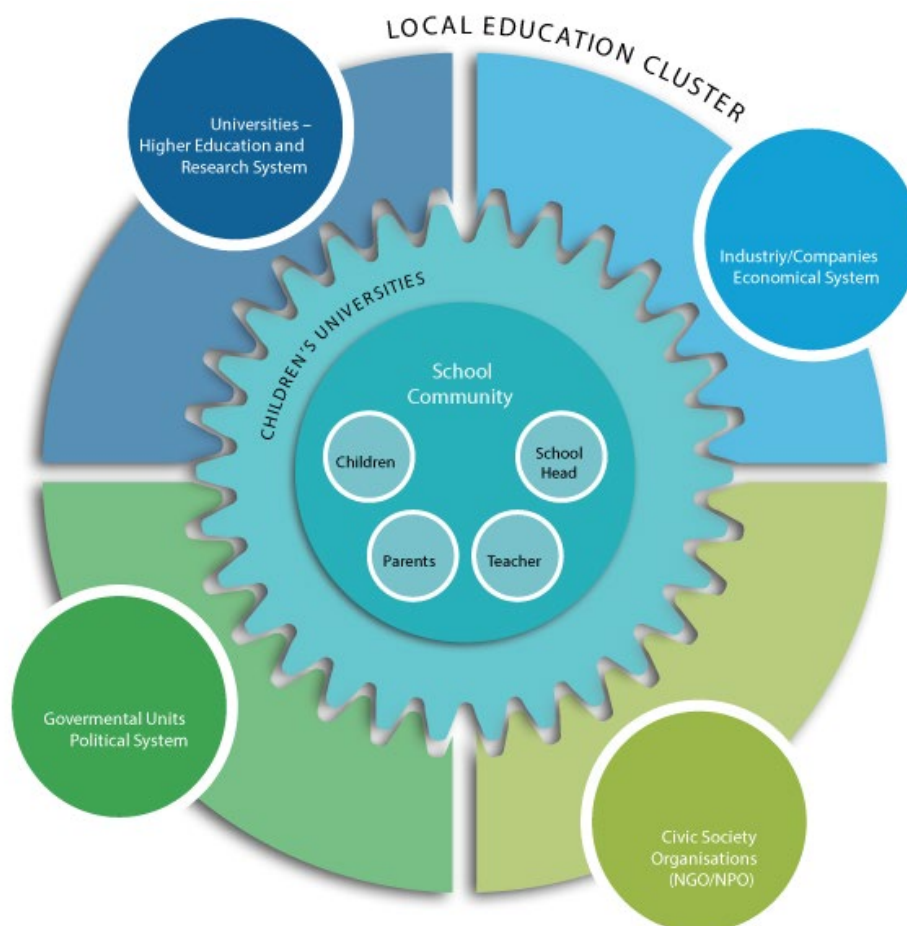 LOCAL EDUCATION CLUSTER
Universities –
Higher Education and
Research System
Industriy/Companies
Economical System
CHILDREN'S UNIVERSITIES
School
Community
Children
School
Head
Parents
Teacher
Govermental Units
Political System
Civic Society
Organisations
(NGO/NPO)